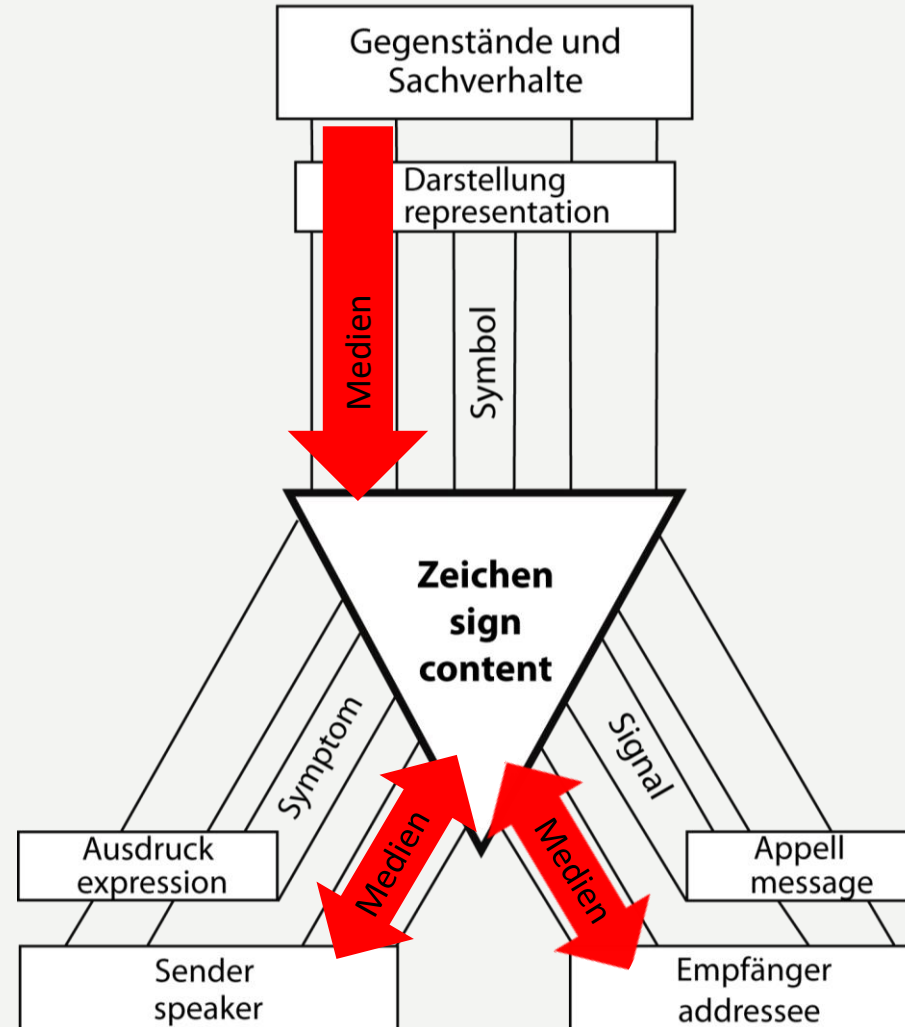 Gegenstände und
Sachverhalte
Darstellung
representation
Medien
Symbol
Zeichen
sign
content
Symptom
Signal
Medien
Medien
Ausdruck
expression
Appell
message
Sender
speaker
Empfänger
addressee